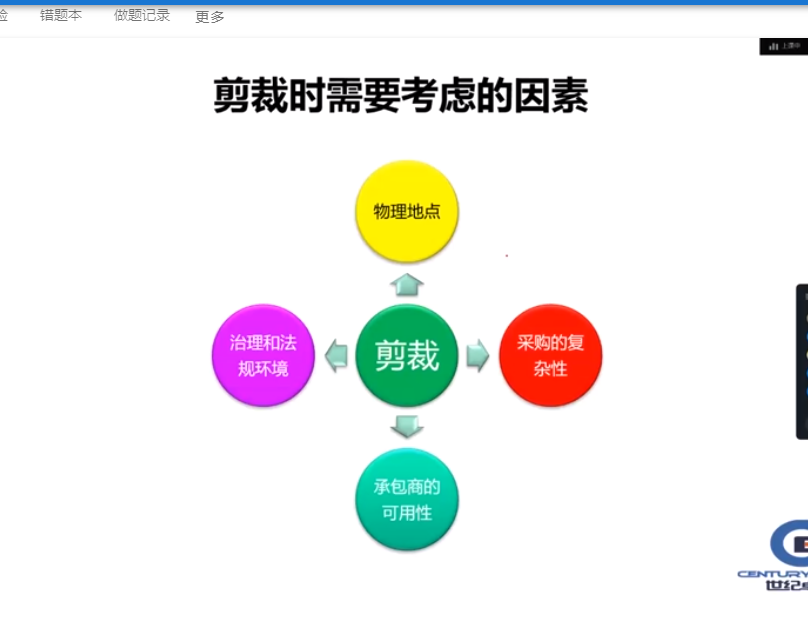 错题本 做题记录 更多
上课中
剪裁时需要考虑的因素
物理地点
治理和法
规环境
剪裁
采购的复
杂性
承包商的
可用性
CENTURY
世纪